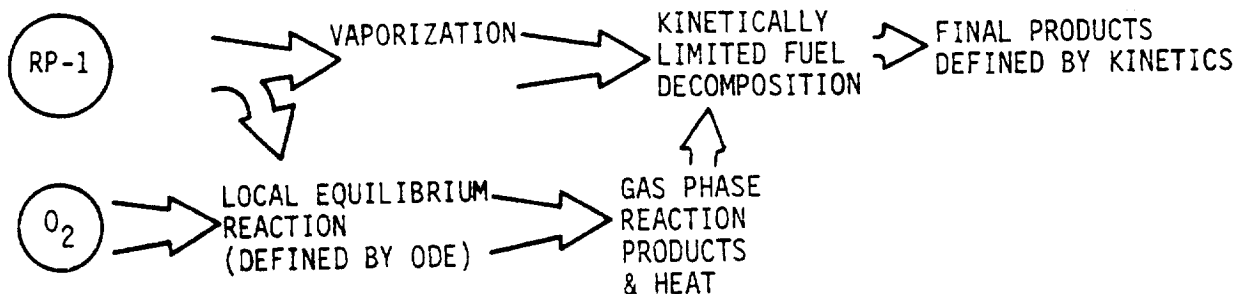 RP-1
VAPORIZATION
KINETICALLY
LIMITED FUEL
DECOMPOSITION
FINAL PRODUCTS
DEFINED BY KINETICS
O2
LOCAL EQUILIBRIUM
REACTION
(DEFINED BY ODE)
GAS PHASE
REACTION
PRODUCTS
& HEAT